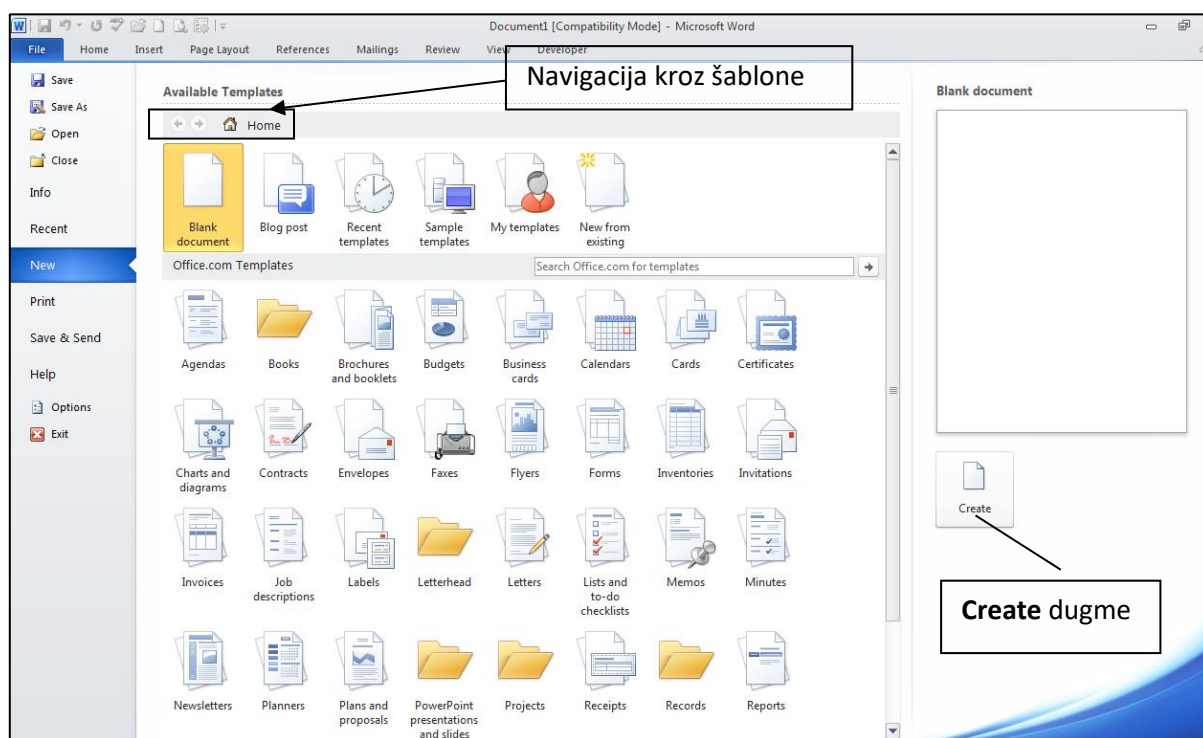 Document1 [Compatibility Mode] - Microsoft Word
File Home Insert Page Layout References Mailings Review View Developer
Navigacija kroz šablone
Save
Save As
Open
Close
Info
Recent
New
Print
Save & Send
Help
Options
Exit
Available Templates
Home
Blank document
Blog post
Recent templates
Sample templates
My templates
New from existing
Office.com Templates
Search Office.com for templates
Agendas
Books
Brochures and booklets
Budgets
Business cards
Calendars
Cards
Certificates
Charts and diagrams
Contracts
Envelopes
Faxes
Flyers
Forms
Inventories
Invitations
Invoices
Job descriptions
Labels
Letterhead
Letters
Lists and to-do checklists
Memos
Minutes
Newsletters
Planners
Plans and proposals
PowerPoint presentations and slides
Projects
Receipts
Records
Reports
Blank document
Create
Create dugme